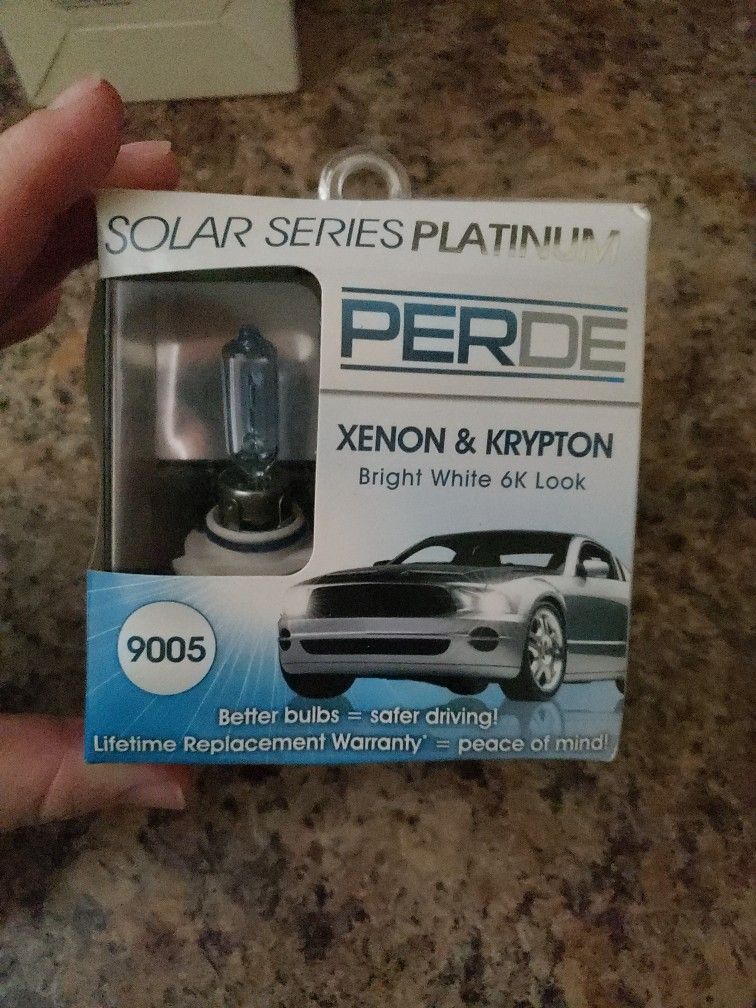 SOLAR SERIES PLATINUM
PERDE
XENON & KRYPTON
Bright White 6K Look
9005
Better bulbs = safer driving!
Lifetime Replacement Warranty* = peace of mind!